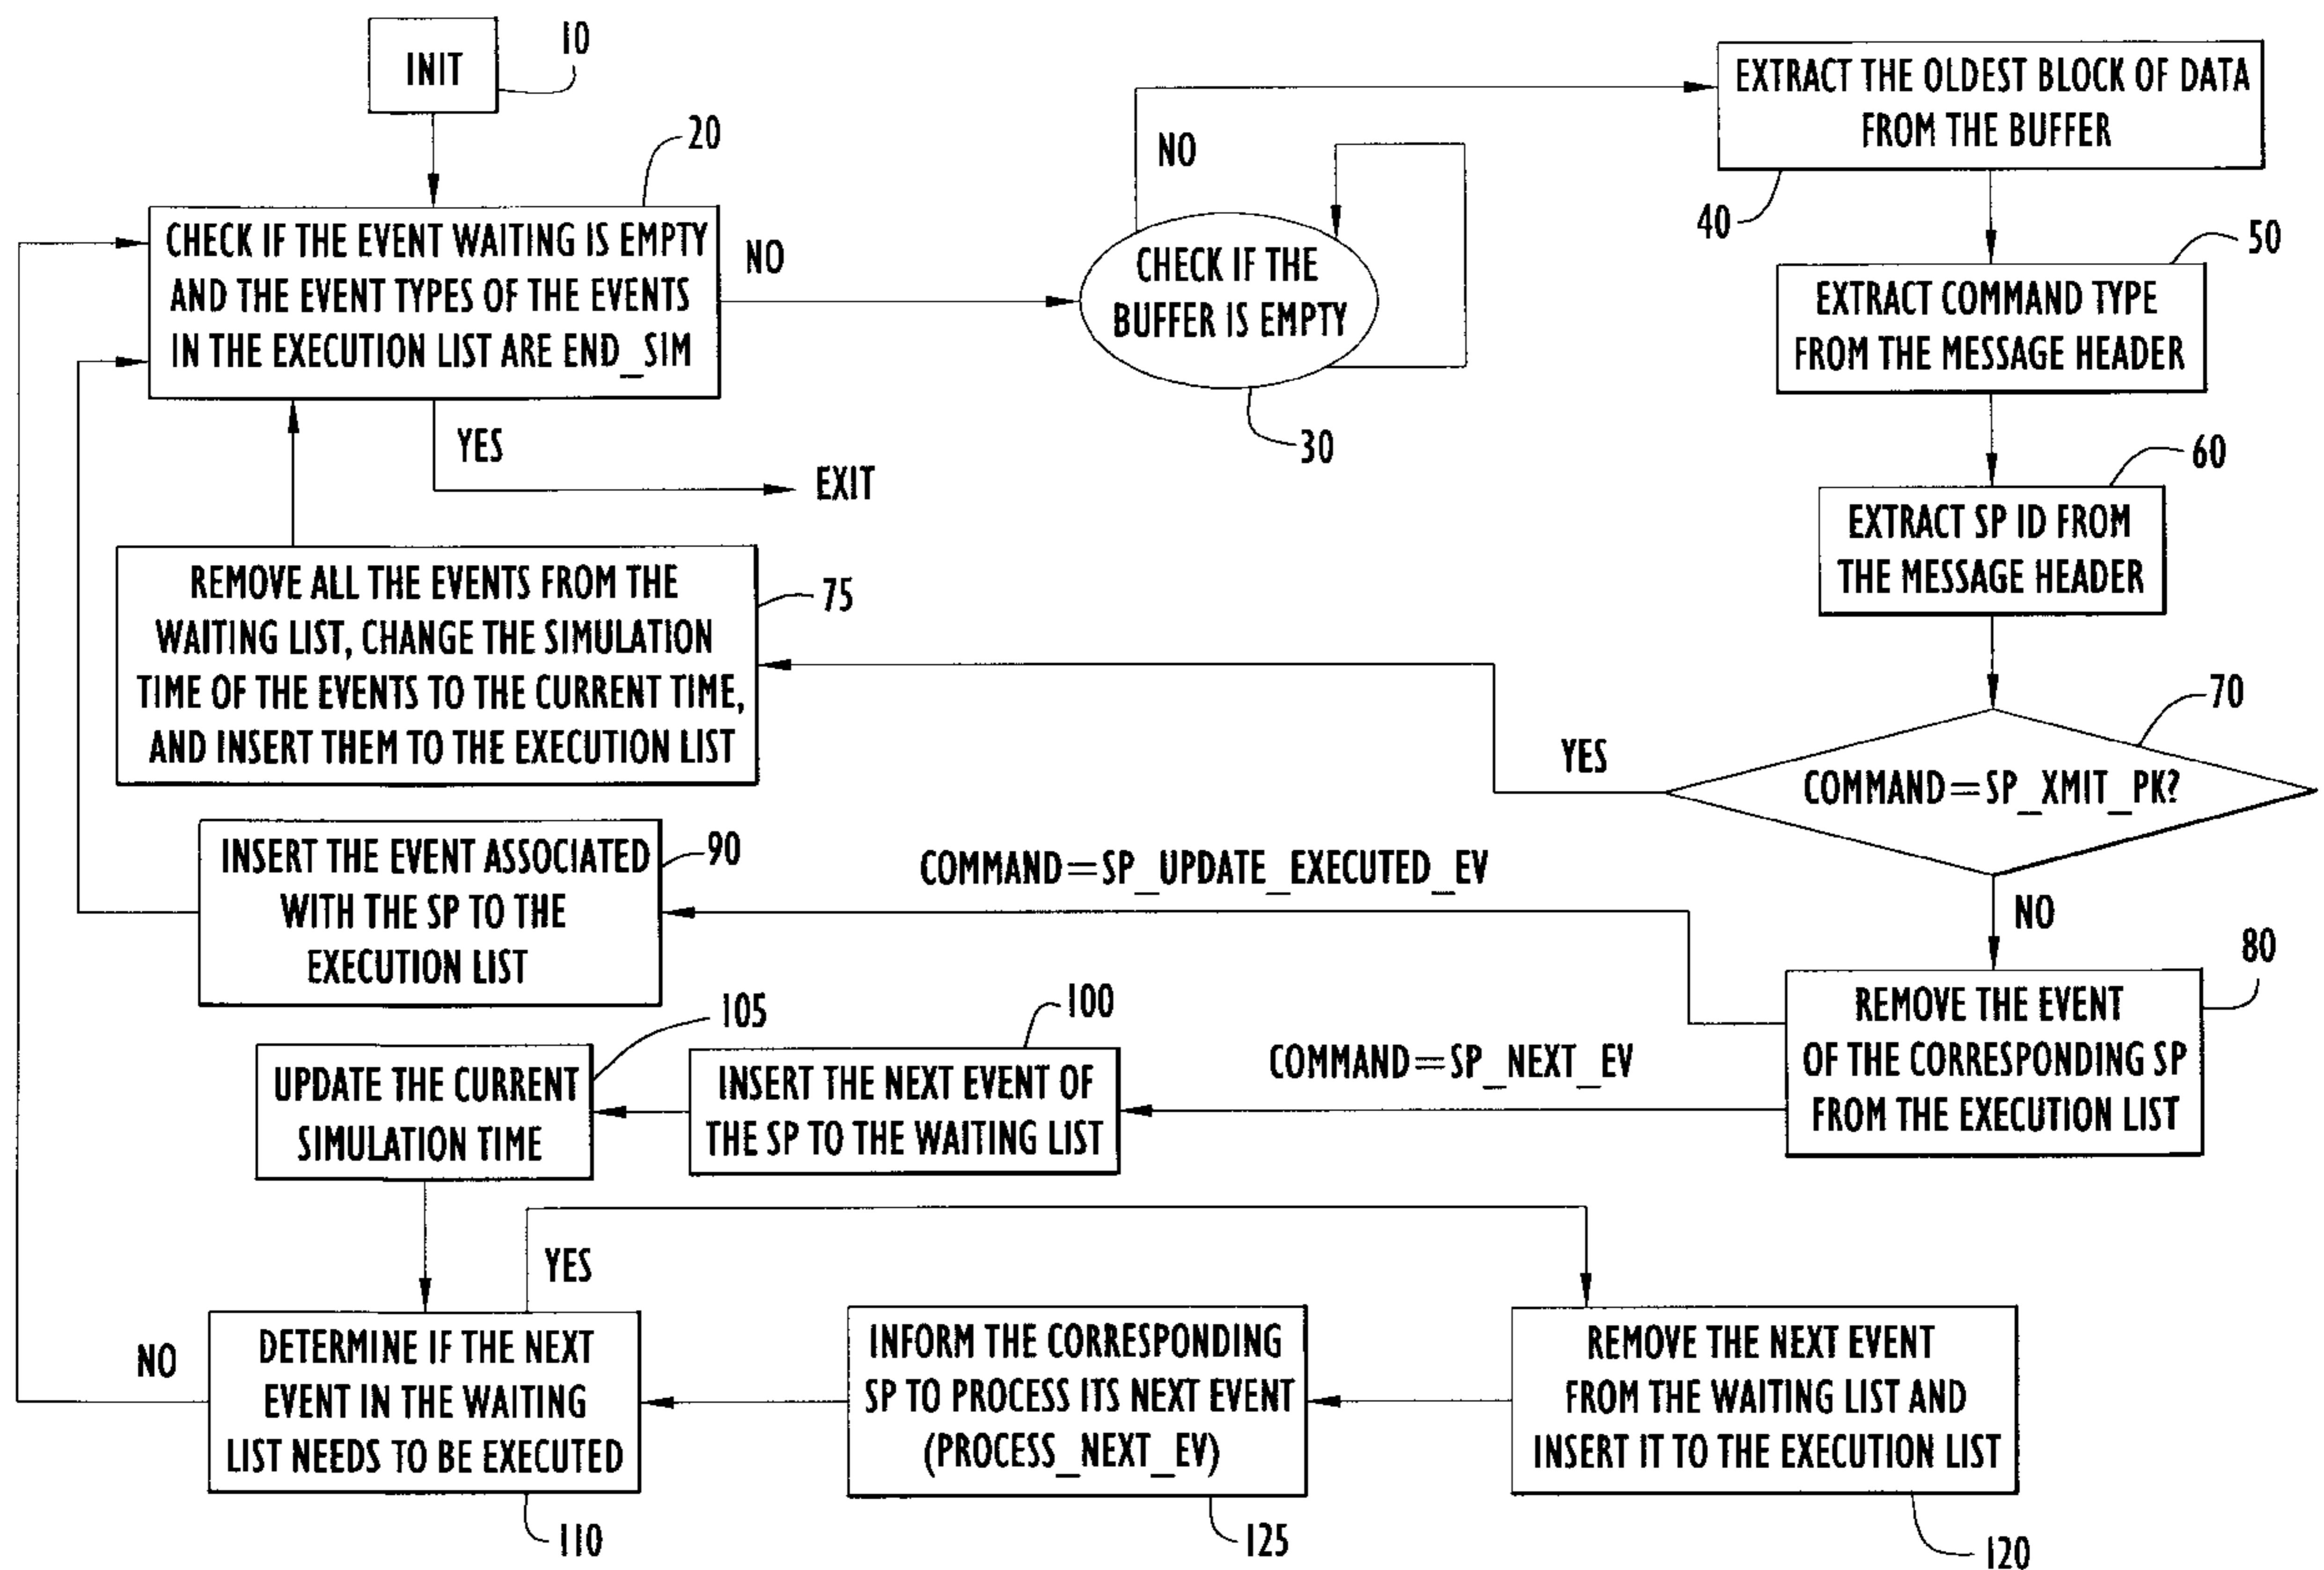 INIT
10
20
CHECK IF THE EVENT WAITING IS EMPTY
AND THE EVENT TYPES OF THE EVENTS
IN THE EXECUTION LIST ARE END_SIM
NO
YES
EXIT
NO
CHECK IF THE
BUFFER IS EMPTY
30
EXTRACT THE OLDEST BLOCK OF DATA
FROM THE BUFFER
40
50
EXTRACT COMMAND TYPE
FROM THE MESSAGE HEADER
60
EXTRACT SP ID FROM
THE MESSAGE HEADER
70
COMMAND=SP_XMIT_PK?
YES
NO
REMOVE ALL THE EVENTS FROM THE
WAITING LIST, CHANGE THE SIMULATION
TIME OF THE EVENTS TO THE CURRENT TIME,
AND INSERT THEM TO THE EXECUTION LIST
75
80
REMOVE THE EVENT
OF THE CORRESPONDING SP
FROM THE EXECUTION LIST
COMMAND=SP_UPDATE_EXECUTED_EV
INSERT THE EVENT ASSOCIATED
WITH THE SP TO THE
EXECUTION LIST
90
COMMAND=SP_NEXT_EV
100
INSERT THE NEXT EVENT OF
THE SP TO THE WAITING LIST
105
UPDATE THE CURRENT
SIMULATION TIME
YES
NO
DETERMINE IF THE NEXT
EVENT IN THE WAITING
LIST NEEDS TO BE EXECUTED
110
INFORM THE CORRESPONDING
SP TO PROCESS ITS NEXT EVENT
(PROCESS_NEXT_EV)
125
REMOVE THE NEXT EVENT
FROM THE WAITING LIST AND
INSERT IT TO THE EXECUTION LIST
120